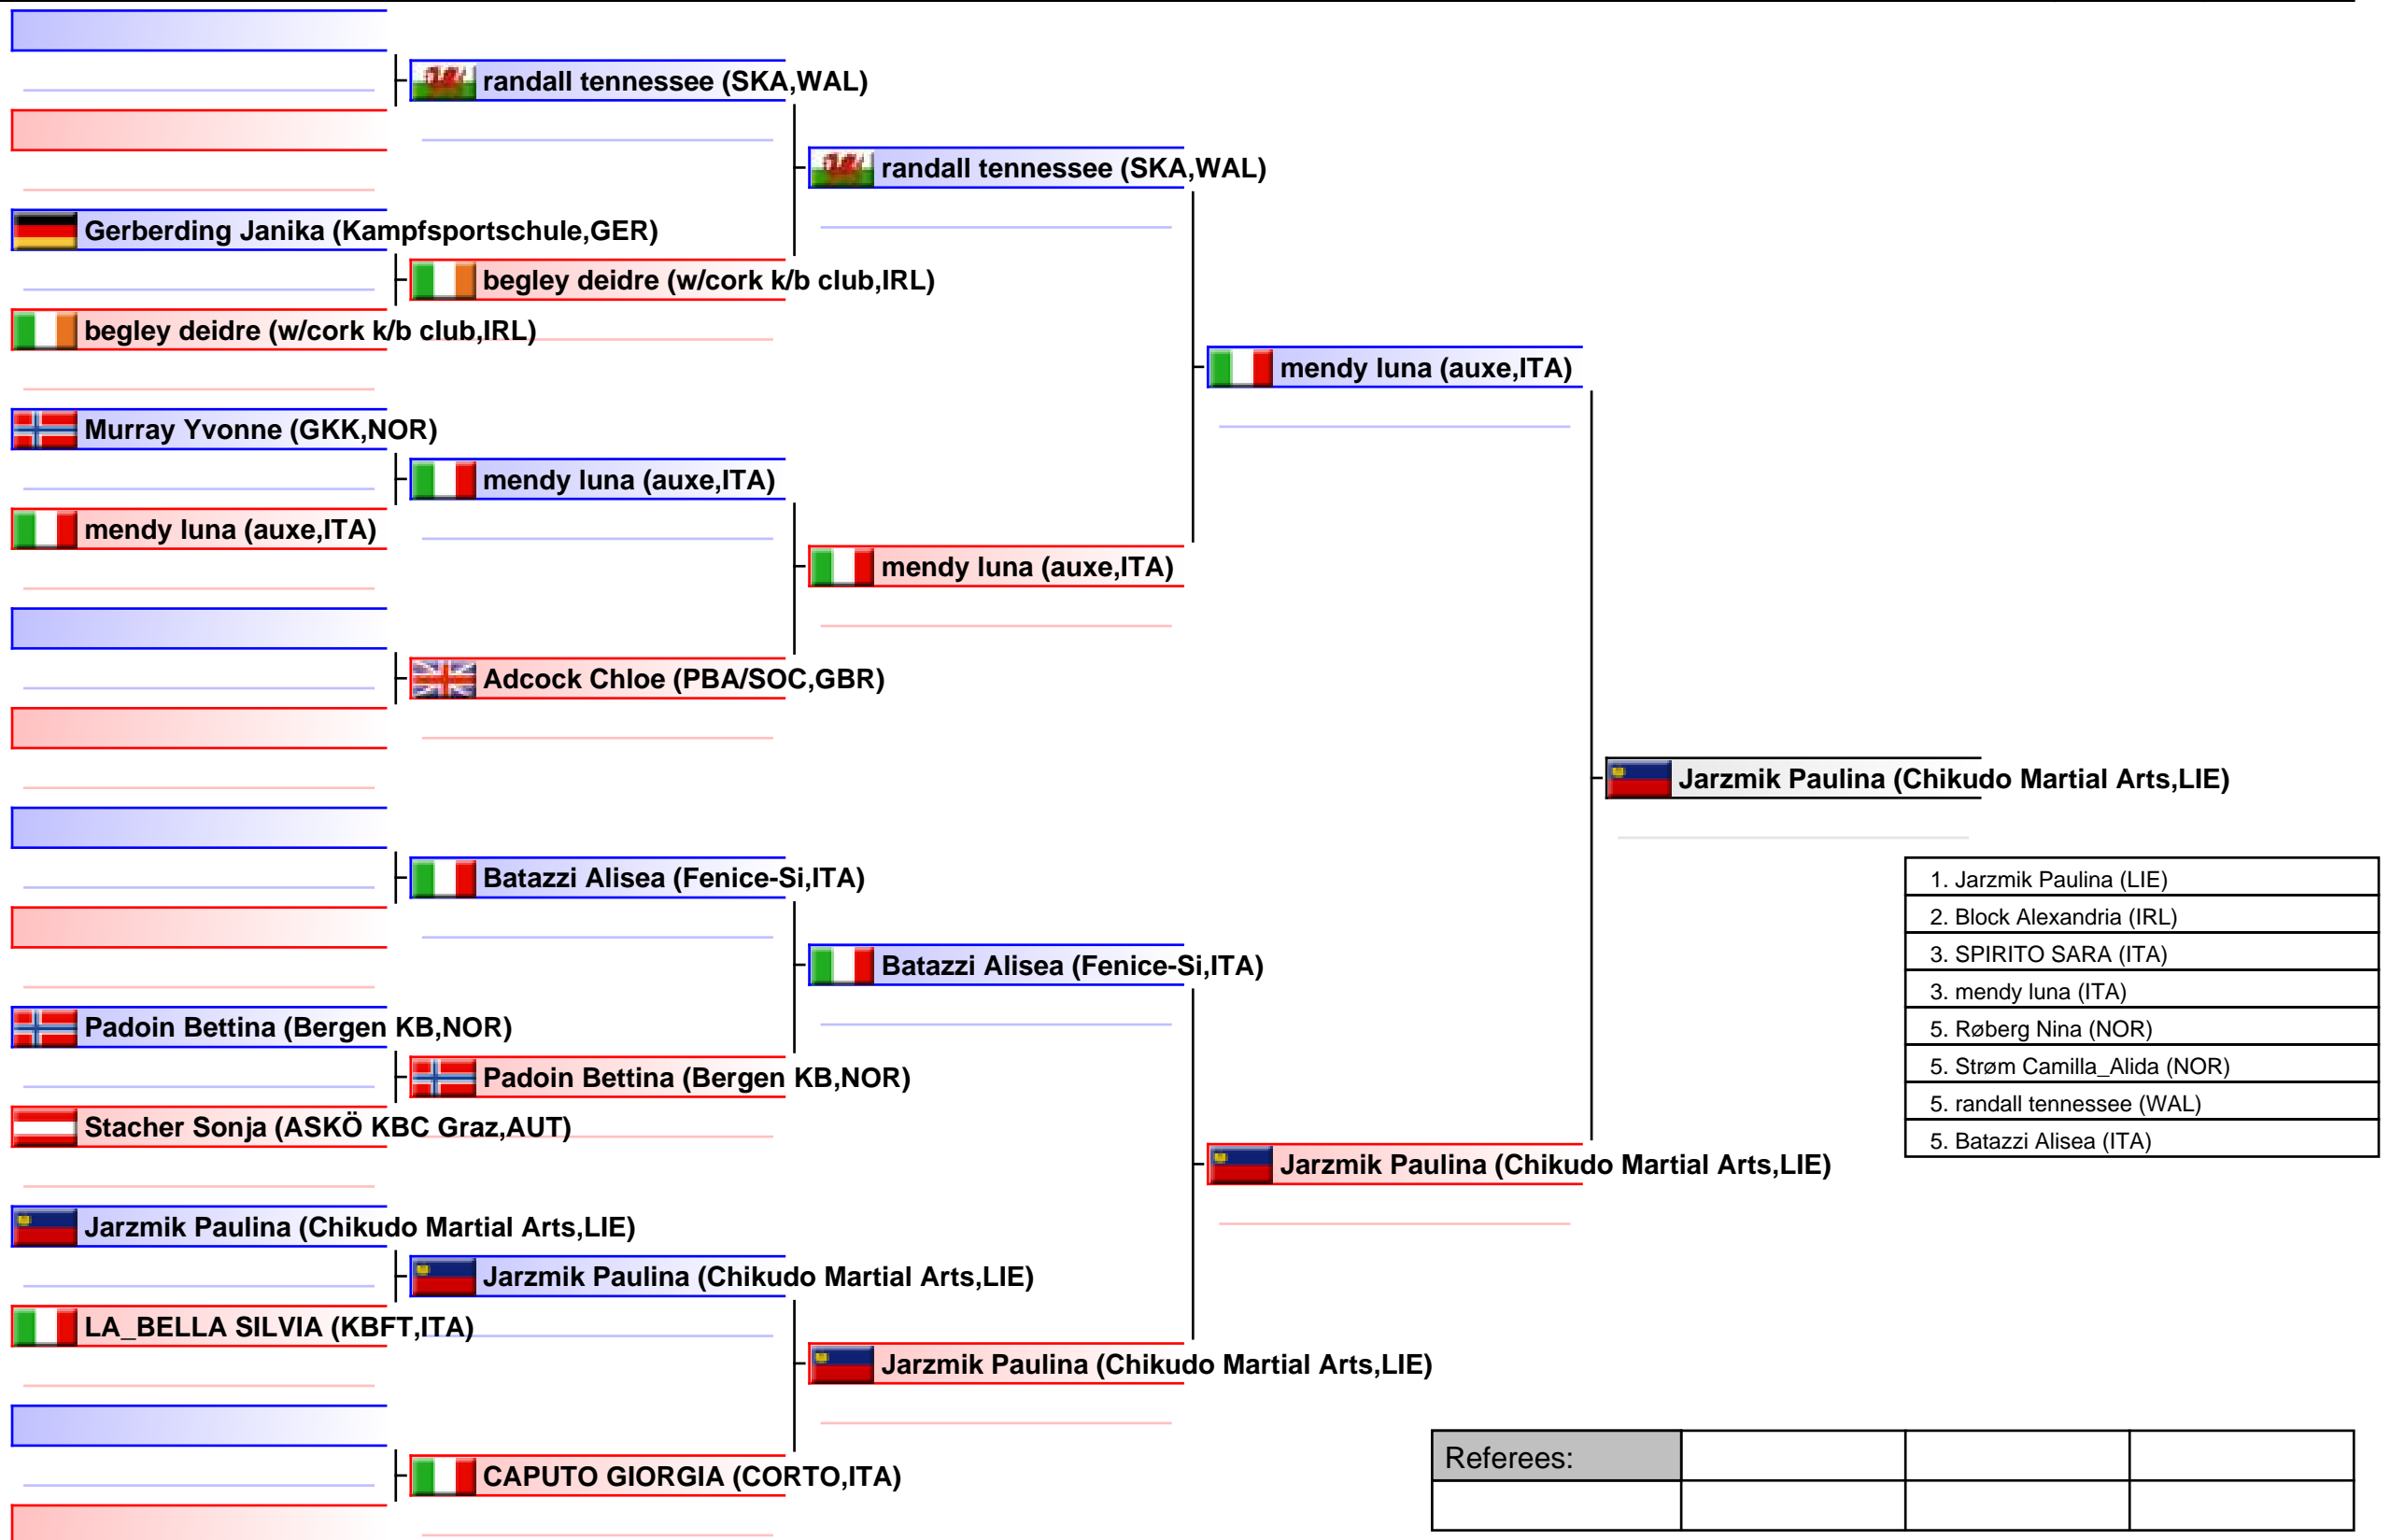 randall tennessee (SKA,WAL)
randall tennessee (SKA,WAL)
Gerberding Janika (Kampfsportschule,GER)
begley deidre (w/cork k/b club,IRL)
begley deidre (w/cork k/b club,IRL)
mendy luna (auxe,ITA)
Murray Yvonne (GKK,NOR)
mendy luna (auxe,ITA)
mendy luna (auxe,ITA)
mendy luna (auxe,ITA)
Adcock Chloe (PBA/SOC,GBR)
Jarzmik Paulina (Chikudo Martial Arts,LIE)
Batazzi Alisea (Fenice-Si,ITA)
1. Jarzmik Paulina (LIE)
2. Block Alexandria (IRL)
3. SPIRITO SARA (ITA)
3. mendy luna (ITA)
5. Røberg Nina (NOR)
5. Strøm Camilla_Alida (NOR)
5. randall tennessee (WAL)
5. Batazzi Alisea (ITA)
Batazzi Alisea (Fenice-Si,ITA)
Padoin Bettina (Bergen KB,NOR)
Padoin Bettina (Bergen KB,NOR)
Stacher Sonja (ASKÖ KBC Graz,AUT)
Jarzmik Paulina (Chikudo Martial Arts,LIE)
Jarzmik Paulina (Chikudo Martial Arts,LIE)
Jarzmik Paulina (Chikudo Martial Arts,LIE)
LA_BELLA SILVIA (KBFT,ITA)
Jarzmik Paulina (Chikudo Martial Arts,LIE)
CAPUTO GIORGIA (CORTO,ITA)
Referees: